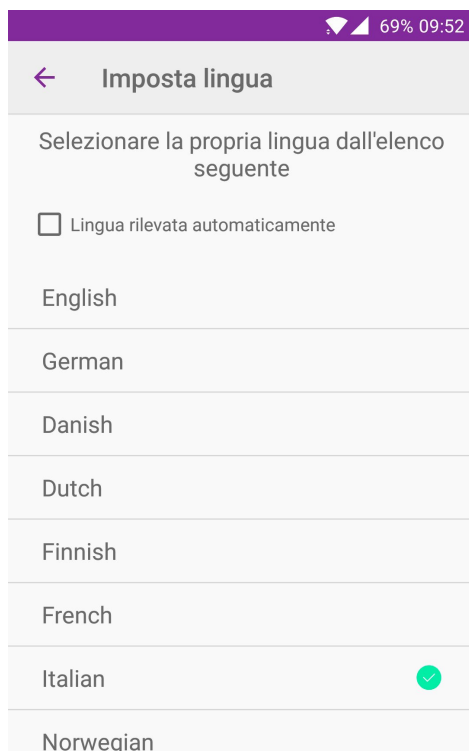 69% 09:52
Imposta lingua
Selezionare la propria lingua dall'elenco
seguente
Lingua rilevata automaticamente
English
German
Danish
Dutch
Finnish
French
Italian
Norwegian